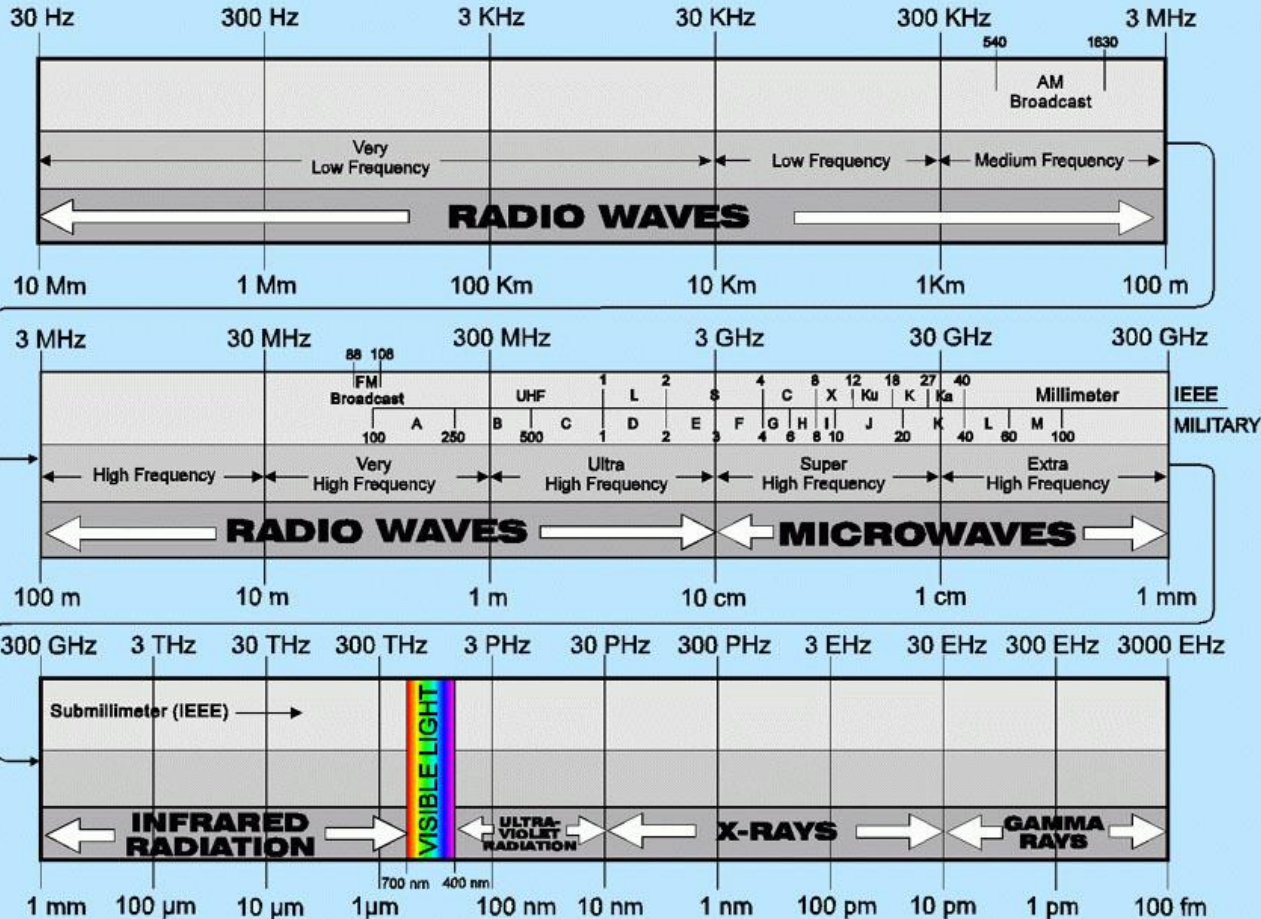 30 Hz 300 Hz 3 KHz 30 KHz 300 KHz 3 MHz
540 1630
AM
Broadcast
Very
Low Frequency
Low Frequency
Medium Frequency
RADIO WAVES
10 Mm 1 Mm 100 Km 10 Km 1Km 100 m
3 MHz 30 MHz 300 MHz 3 GHz 30 GHz 300 GHz
88 108
FM
Broadcast
1 2 4 8 12 18 27 40
UHF L S C X Ku K Ka Millimeter IEEE
A B C D E F G H I J K L M MILITARY
100 250 500 1 2 3 4 6 8 10 20 40 60 100
High Frequency
Very
High Frequency
Ultra
High Frequency
Super
High Frequency
Extra
High Frequency
RADIO WAVES MICROWAVES
100 m 10 m 1 m 10 cm 1 cm 1 mm
300 GHz 3 THz 30 THz 300 THz 3 PHz 30 PHz 300 PHz 3 EHz 30 EHz 300 EHz 3000 EHz
Submillimeter (IEEE)
VISIBLE LIGHT
INFRARED
RADIATION
ULTRA-
VIOLET
RADIATION
X-RAYS
GAMMA
RAYS
700 nm 400 nm
1 mm 100 µm 10 µm 1µm 100 nm 10 nm 1 nm 100 pm 10 pm 1 pm 100 fm